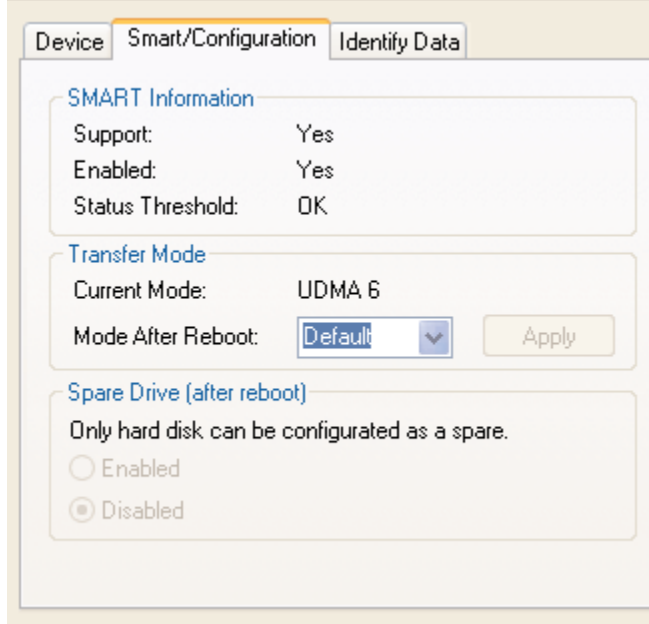 Device Smart/Configuration Identify Data
SMART Information
Support: Yes
Enabled: Yes
Status Threshold: OK
Transfer Mode
Current Mode: UDMA 6
Mode After Reboot: Default Apply
Spare Drive (after reboot)
Only hard disk can be configurated as a spare.
Enabled
Disabled